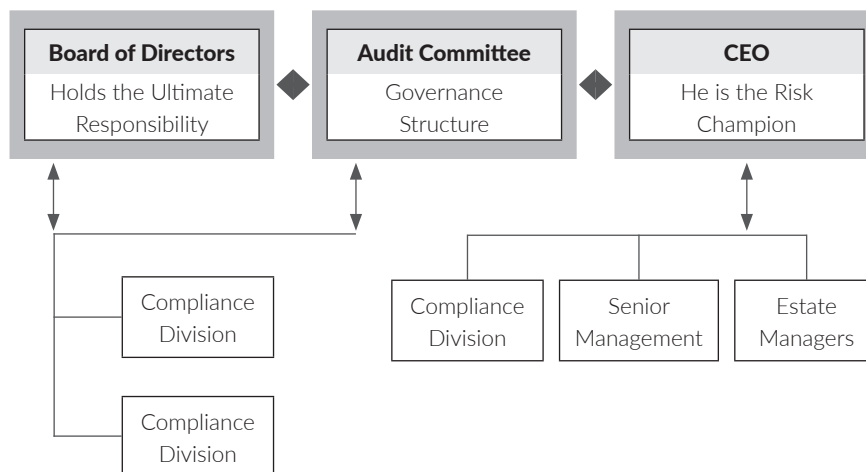 Board of Directors
Holds the Ultimate
Responsibility
Audit Committee
Governance
Structure
CEO
He is the Risk
Champion
Compliance
Division
Compliance
Division
Compliance
Division
Senior
Management
Estate
Managers